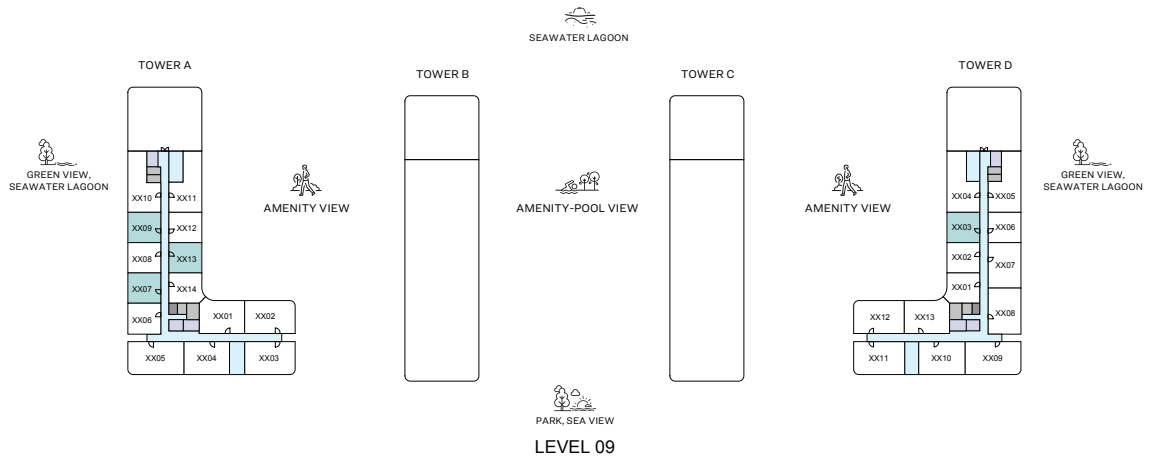 SEAWATER LAGOON
TOWER A
TOWER B
TOWER C
TOWER D
GREEN VIEW,
SEAWATER LAGOON
AMENITY VIEW
AMENITY-POOL VIEW
AMENITY VIEW
GREEN VIEW,
SEAWATER LAGOON
XX10 XX11
XX09 XX12
XX08 XX13
XX07 XX14
XX06 XX01 XX02
XX05 XX04 XX03
XX04 XX05
XX03 XX06
XX02 XX07
XX01
XX12 XX13 XX08
XX11 XX10 XX09
PARK, SEA VIEW
LEVEL 09